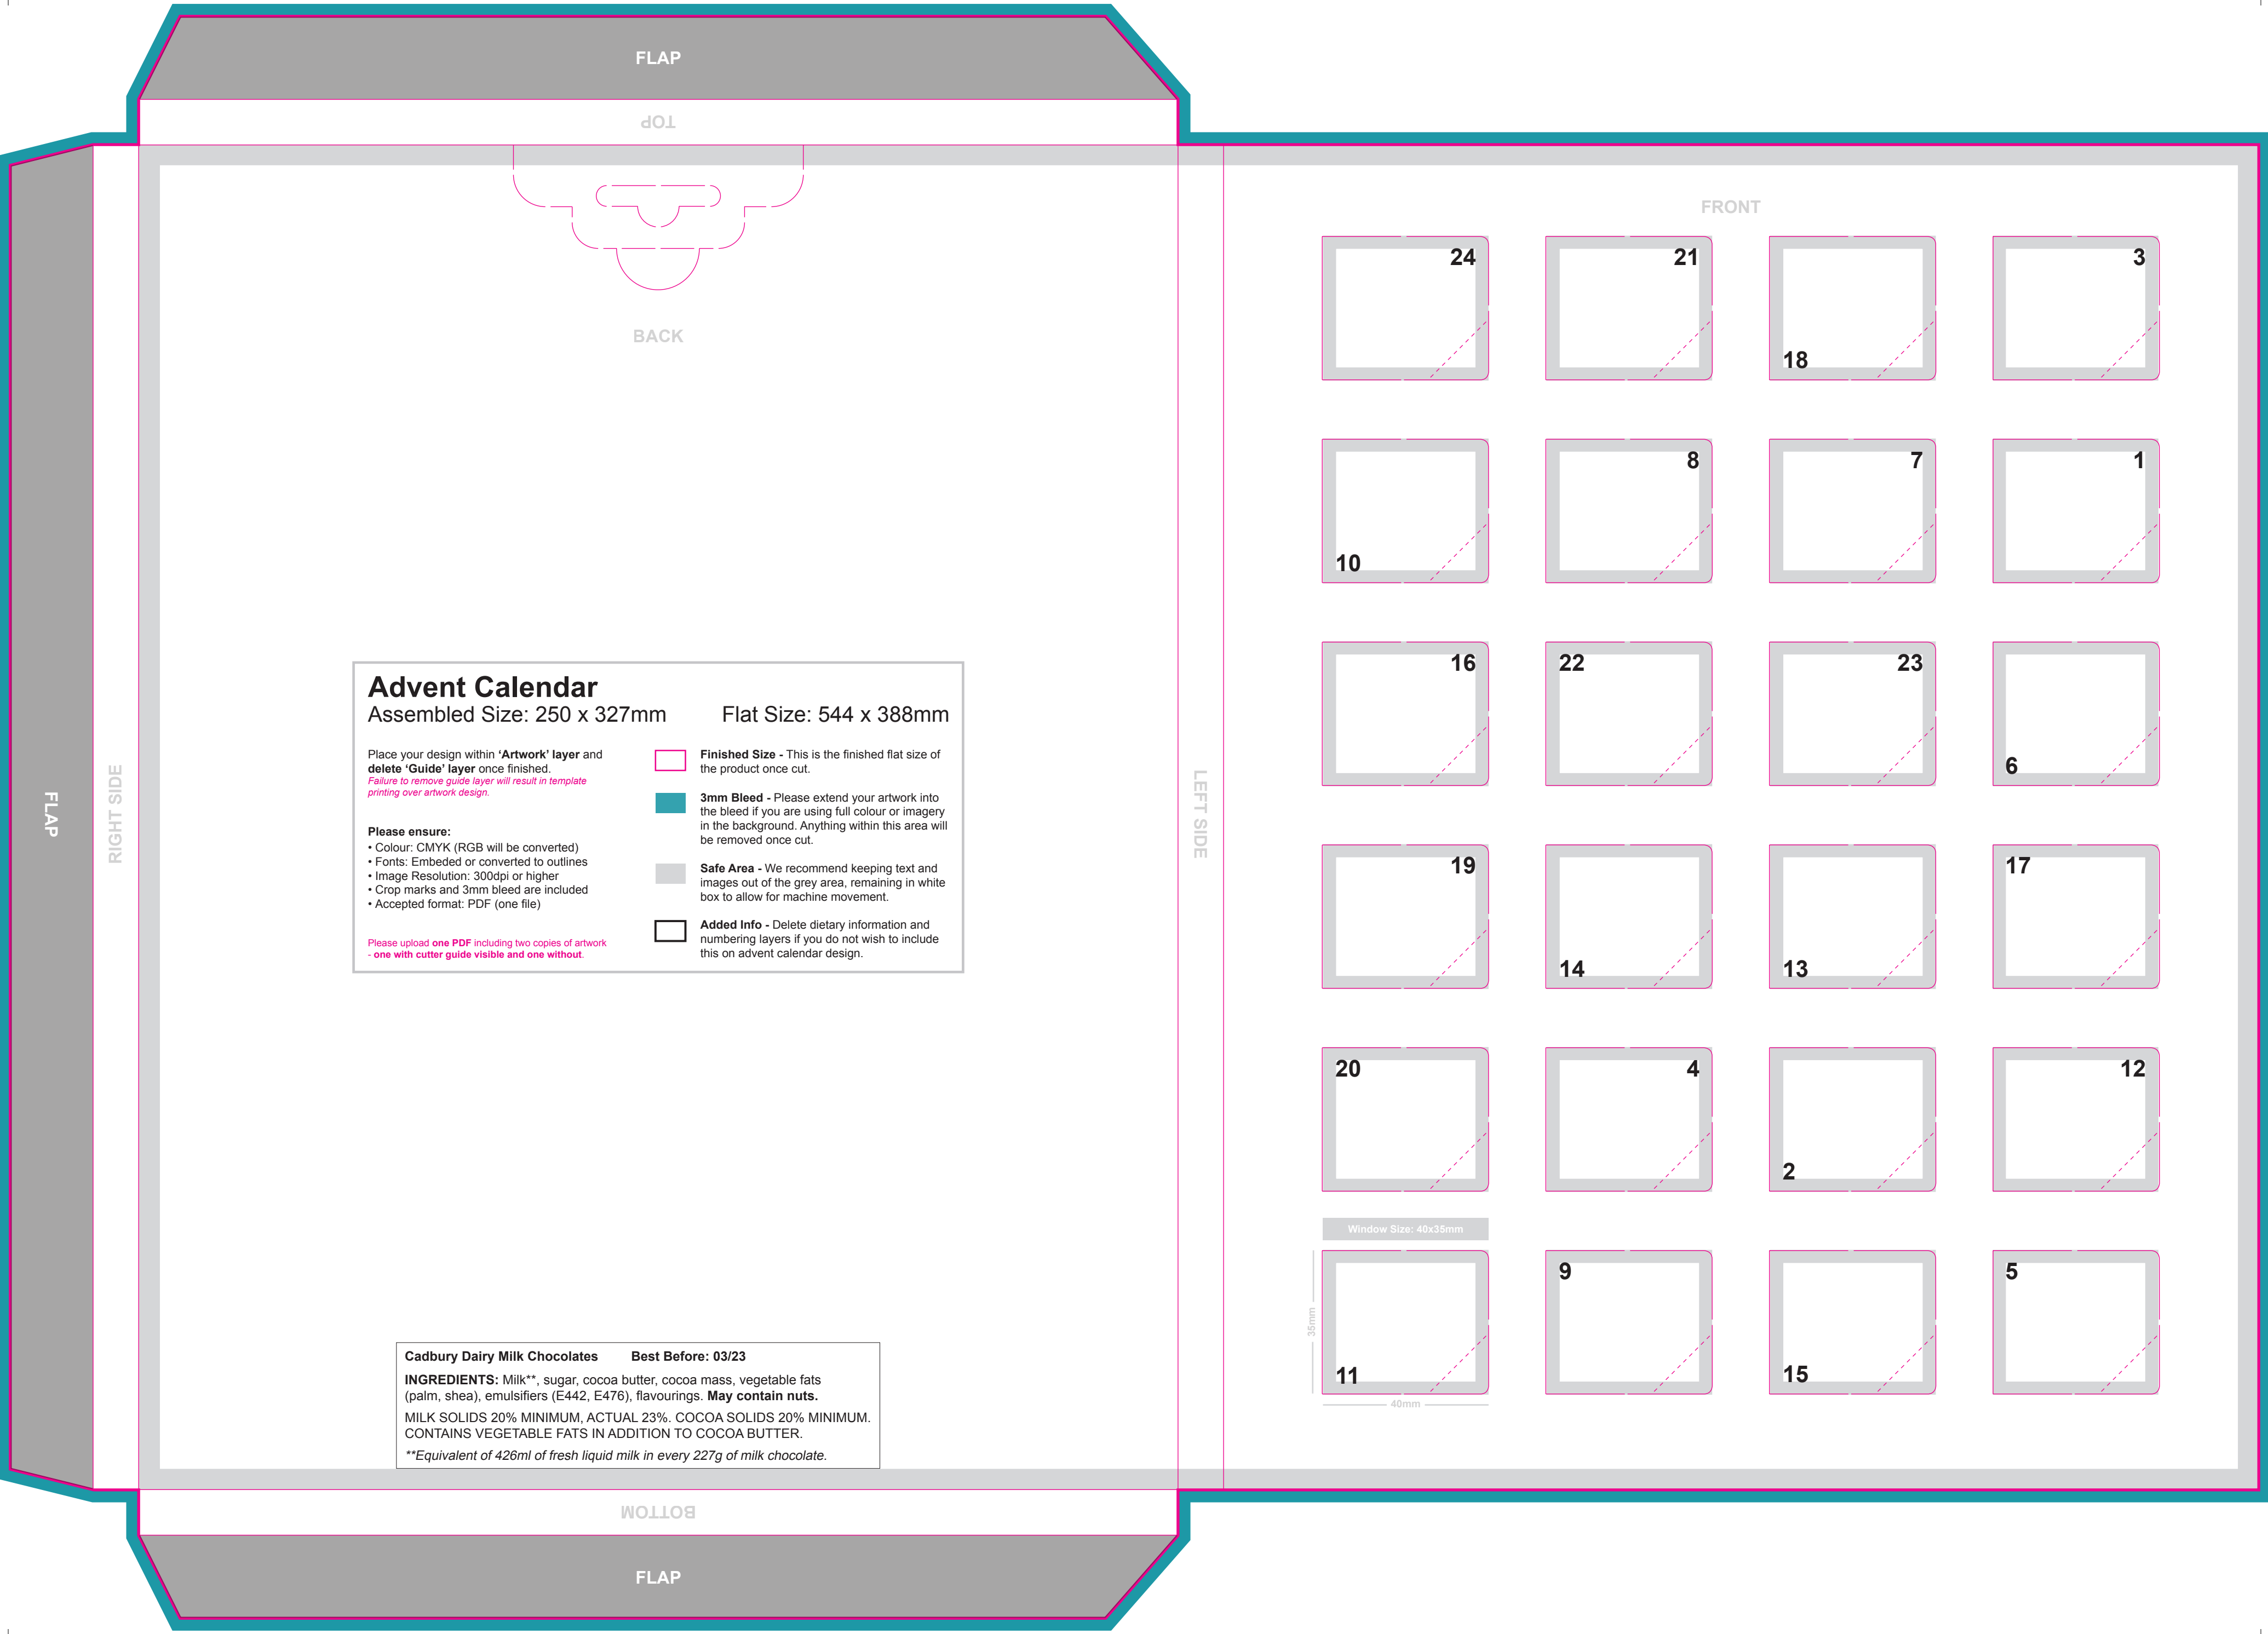 FLAP
TOP
FRONT
24 21 3
BACK
18
8 7 1
10
Advent Calendar
Assembled Size: 250 x 327mm
Flat Size: 544 x 388mm
Place your design within ‘Artwork’ layer and
delete ‘Guide’ layer once finished.
Failure to remove guide layer will result in template
printing over artwork design.
Please ensure:
• Colour: CMYK (RGB will be converted)
• Fonts: Embeded or converted to outlines
• Image Resolution: 300dpi or higher
• Crop marks and 3mm bleed are included
• Accepted format: PDF (one file)
Please upload one PDF including two copies of artwork
- one with cutter guide visible and one without.
Finished Size - This is the finished flat size of
the product once cut.
3mm Bleed - Please extend your artwork into
the bleed if you are using full colour or imagery
in the background. Anything within this area will
be removed once cut.
Safe Area - We recommend keeping text and
images out of the grey area, remaining in white
box to allow for machine movement.
Added Info - Delete dietary information and
numbering layers if you do not wish to include
this on advent calendar design.
FLAP
RIGHT SIDE
LEFT SIDE
16 22 23
6
19 17
14 13
20 4 12
2
Window Size: 40x35mm
9 5
35mm
11 15
40mm
Cadbury Dairy Milk Chocolates Best Before: 03/23
INGREDIENTS: Milk**, sugar, cocoa butter, cocoa mass, vegetable fats
(palm, shea), emulsifiers (E442, E476), flavourings. May contain nuts.
MILK SOLIDS 20% MINIMUM, ACTUAL 23%. COCOA SOLIDS 20% MINIMUM.
CONTAINS VEGETABLE FATS IN ADDITION TO COCOA BUTTER.
**Equivalent of 426ml of fresh liquid milk in every 227g of milk chocolate.
BOTTOM
FLAP